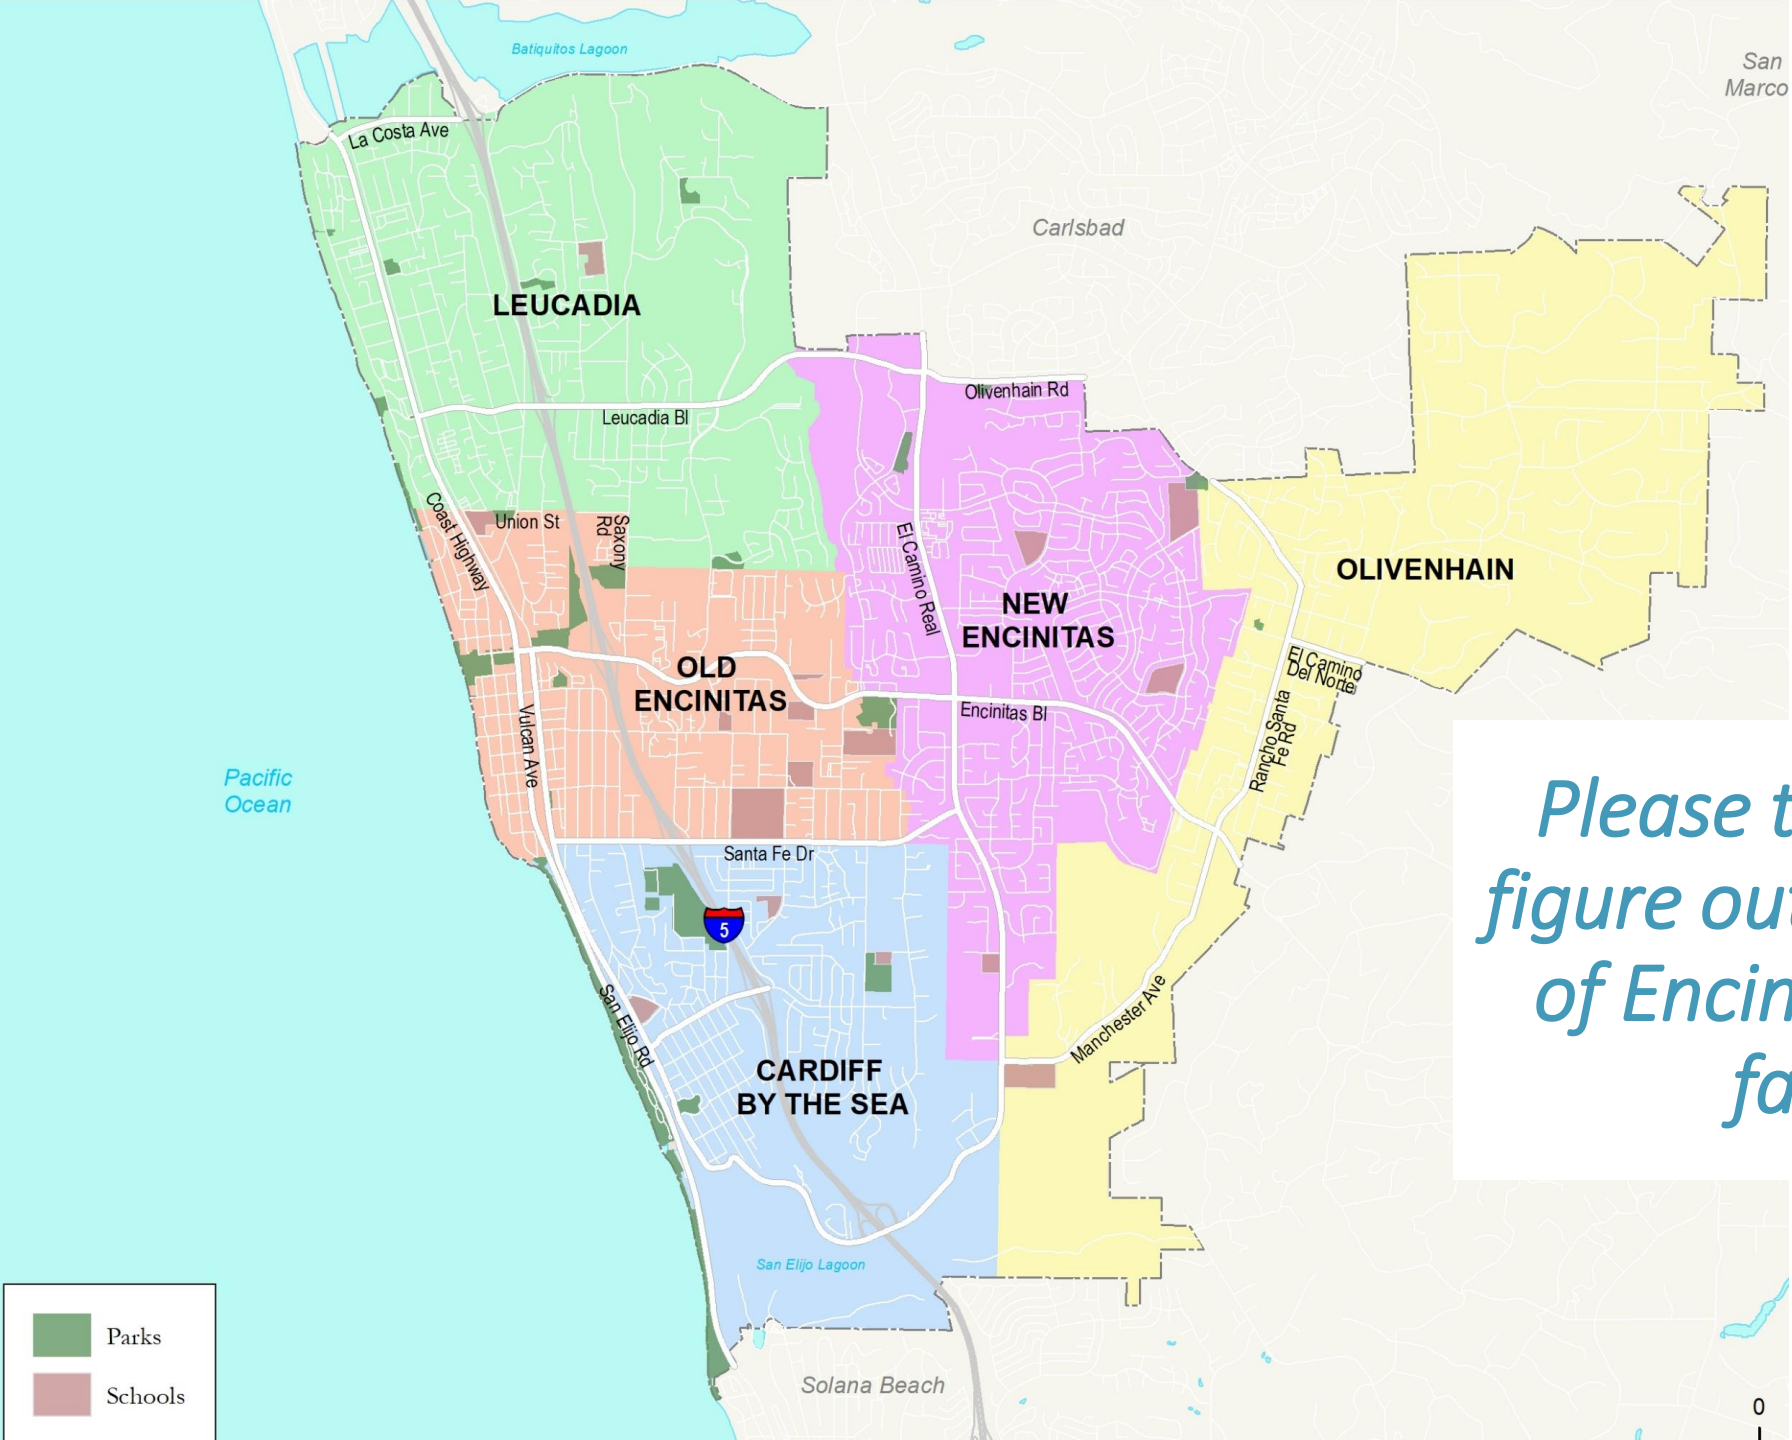 Batiquitos Lagoon
San
Marco
La Costa Ave
Carlsbad
LEUCADIA
Olivenhain Rd
Leucadia Bl
Coast Highway
Union St
Saxony
Rd
El Camino Real
OLIVENHAIN
NEW
ENCINITAS
El Camino
Del Norte
OLD
ENCINITAS
Encinitas Bl
Vulcan Ave
Rancho Santa
Fe Rd
Pacific
Ocean
Please t
figure out
of Encin
fa
Santa Fe Dr
5
San Elijo Rd
Manchester Ave
CARDIFF
BY THE SEA
San Elijo Lagoon
Parks
Schools
Solana Beach
0